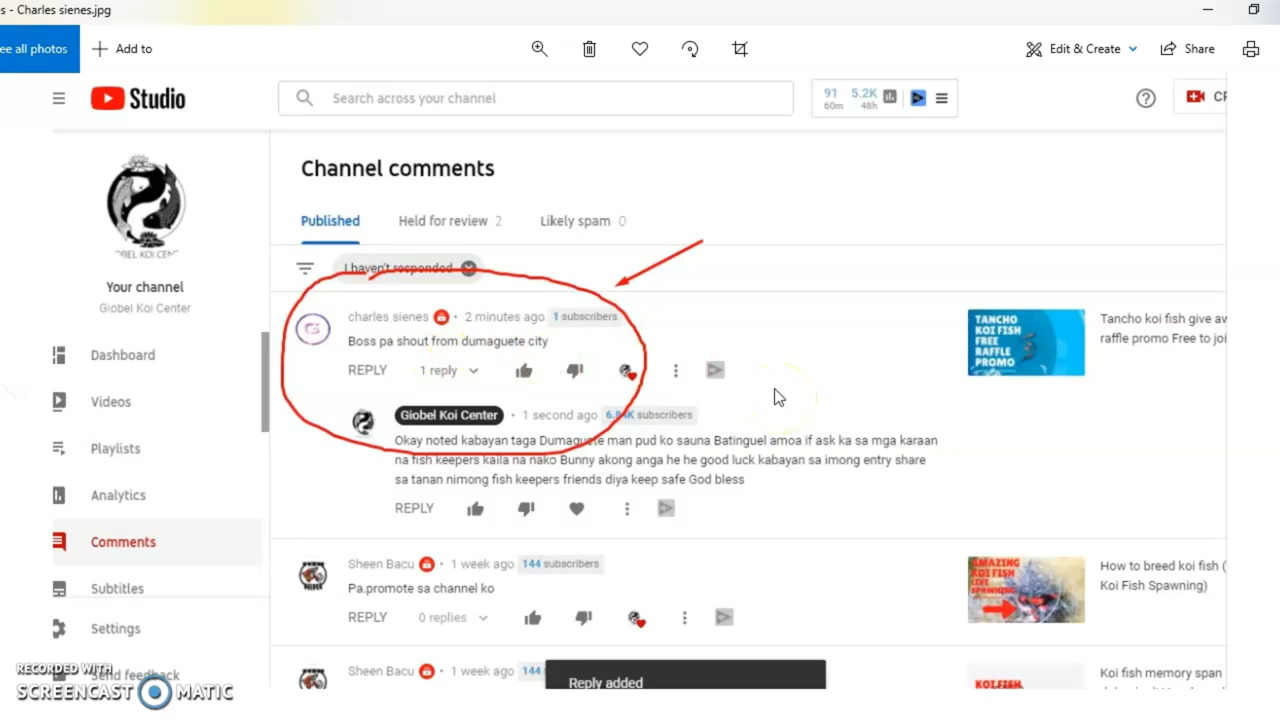 s - Charles sienes.jpg
ee all photos
Add to
Edit & Create
Share
Studio
Search across your channel
91
60m
5.2K
48h
Channel comments
Published
Held for review 2
Likely spam 0
I haven't responded
Your channel
Giobel Koi Center
Dashboard
Videos
Playlists
Analytics
Comments
Subtitles
Settings
Send feedback
charles sienes • 2 minutes ago 1 subscribers
Boss pa shout from dumaguete city
REPLY 1 reply
Giobel Koi Center • 1 second ago 6.84K subscribers
Okay noted kabayan taga Dumaguete man pud ko sauna Batinguel amoa if ask ka sa mga karaan
na fish keepers kaila na nako Bunny akong anga he he good luck kabayan sa imong entry share
sa tanan nimong fish keepers friends diya keep safe God bless
REPLY
Sheen Bacu • 1 week ago 144 subscribers
Pa.promote sa channel ko
REPLY 0 replies
Sheen Bacu • 1 week ago 144
Reply added
TANCHO
KOI FISH
FREE
RAFFLE
PROMO
Tancho koi fish give aw
raffle promo Free to joi
AMAZING
KOI FISH
LIVE
SPAWNING
How to breed koi fish (
Koi Fish Spawning)
KOI FISH
Koi fish memory span
RECORDED WITH
SCREENCAST MATIC